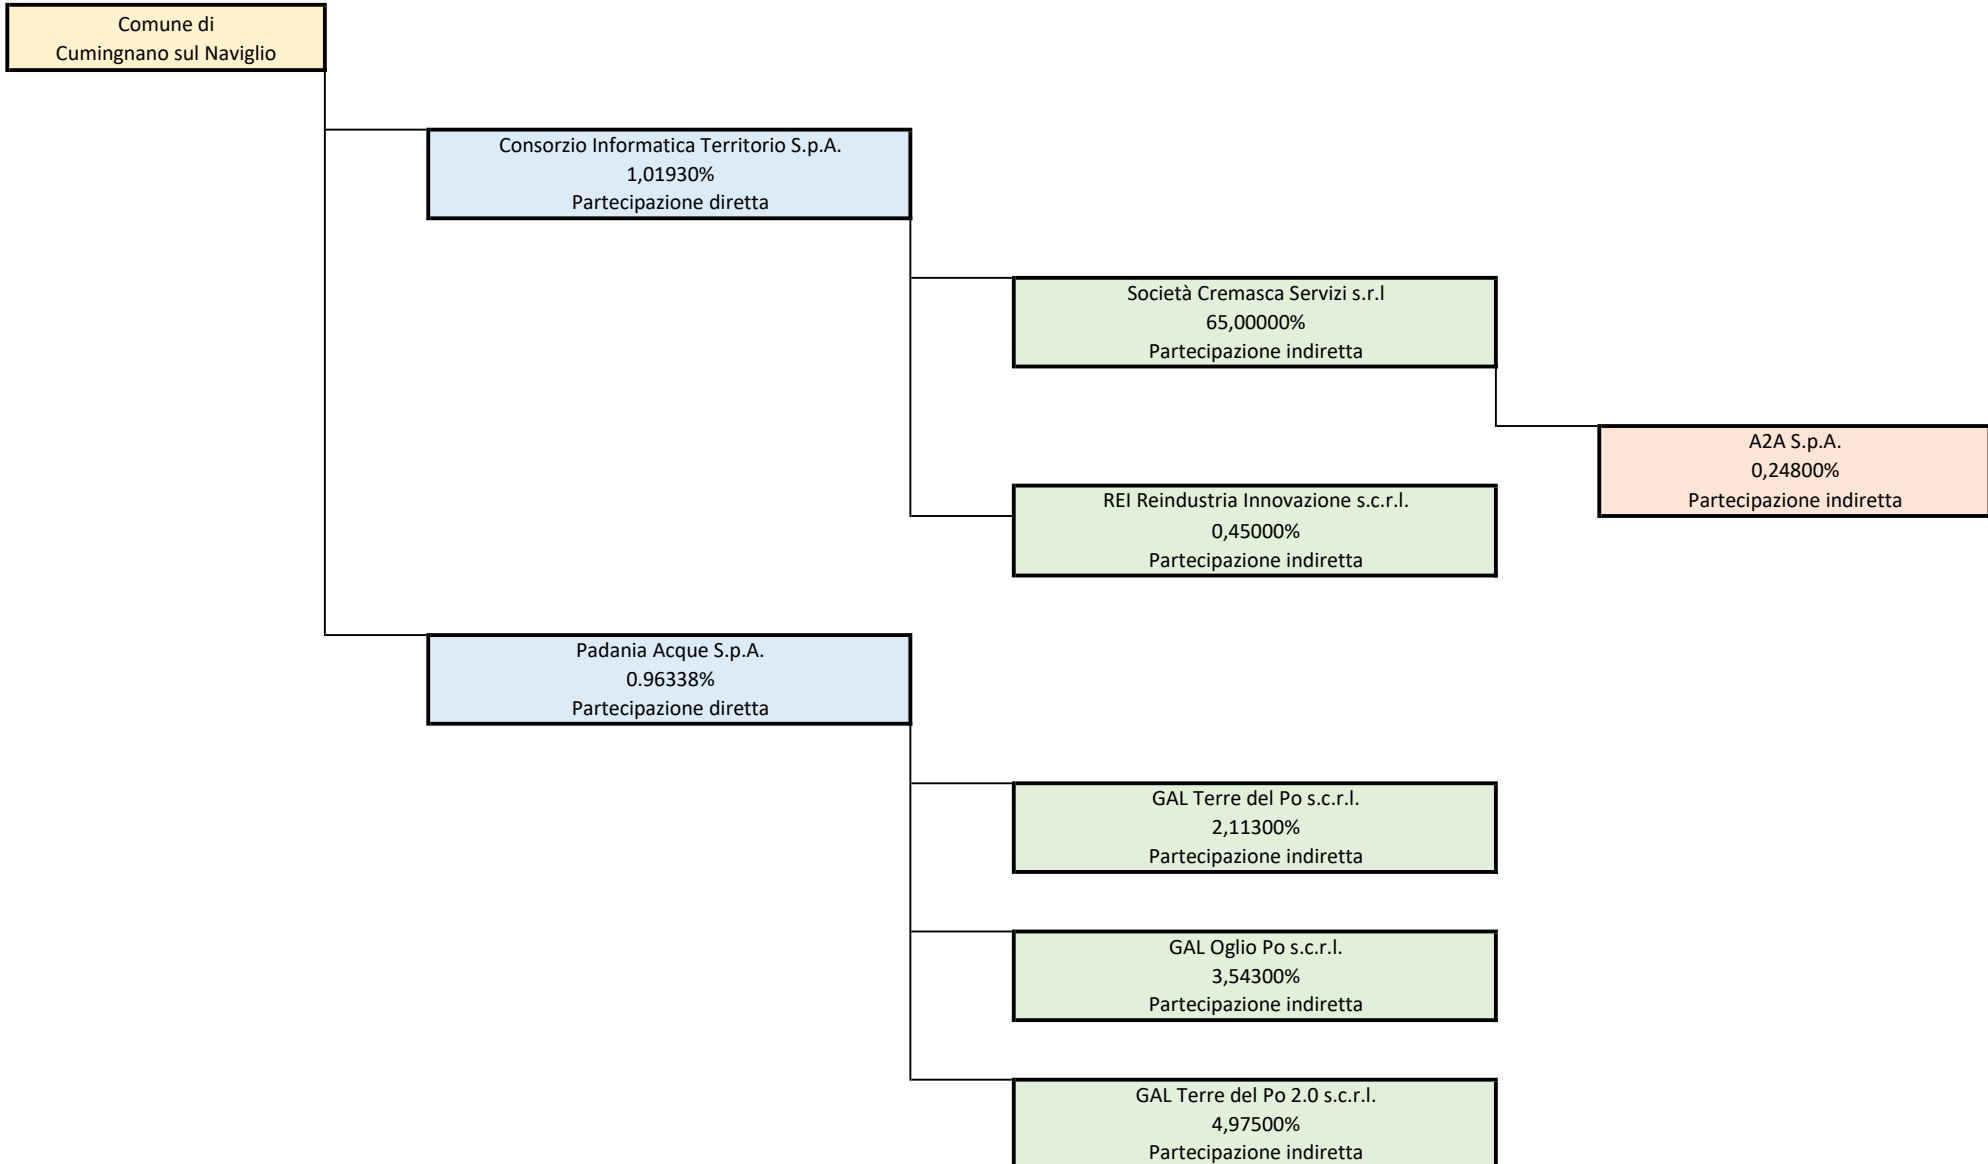 Comune di
Cumingnano sul Naviglio
Consorzio Informatica Territorio S.p.A.
1,01930%
Partecipazione diretta
Società Cremasca Servizi s.r.l
65,00000%
Partecipazione indiretta
A2A S.p.A.
0,24800%
Partecipazione indiretta
REI Reindustria Innovazione s.c.r.l.
0,45000%
Partecipazione indiretta
Padania Acque S.p.A.
0.96338%
Partecipazione diretta
GAL Terre del Po s.c.r.l.
2,11300%
Partecipazione indiretta
GAL Oglio Po s.c.r.l.
3,54300%
Partecipazione indiretta
GAL Terre del Po 2.0 s.c.r.l.
4,97500%
Partecipazione indiretta